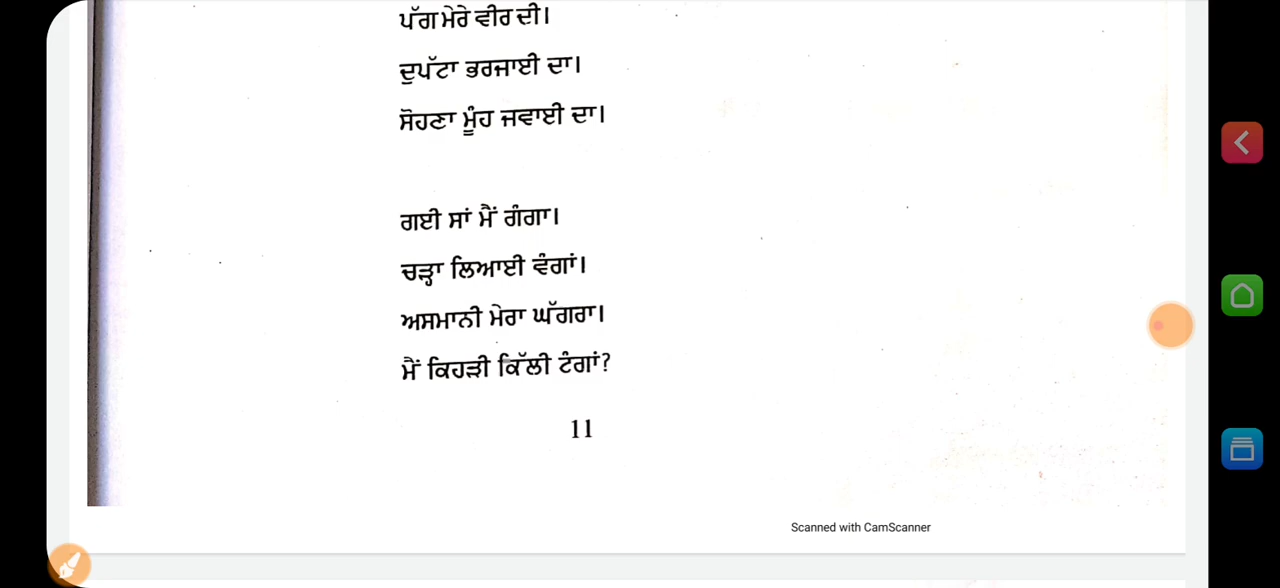 ਪੱਗ ਮੇਰੇ ਵੀਰ ਦੀ।
ਦੁਪੱਟਾ ਭਰਜਾਈ ਦਾ।
ਸੋਹਣਾ ਮੂੰਹ ਜਵਾਈ ਦਾ।
ਗਈ ਸਾਂ ਮੈਂ ਗੰਗਾ।
ਚੜ੍ਹਾ ਲਿਆਈ ਵੰਗਾਂ।
ਅਸਮਾਨੀ ਮੇਰਾ ਘੱਗਰਾ।
ਮੈਂ ਕਿਹੜੀ ਕਿੱਲੀ ਟੰਗਾਂ?
11
Scanned with CamScanner